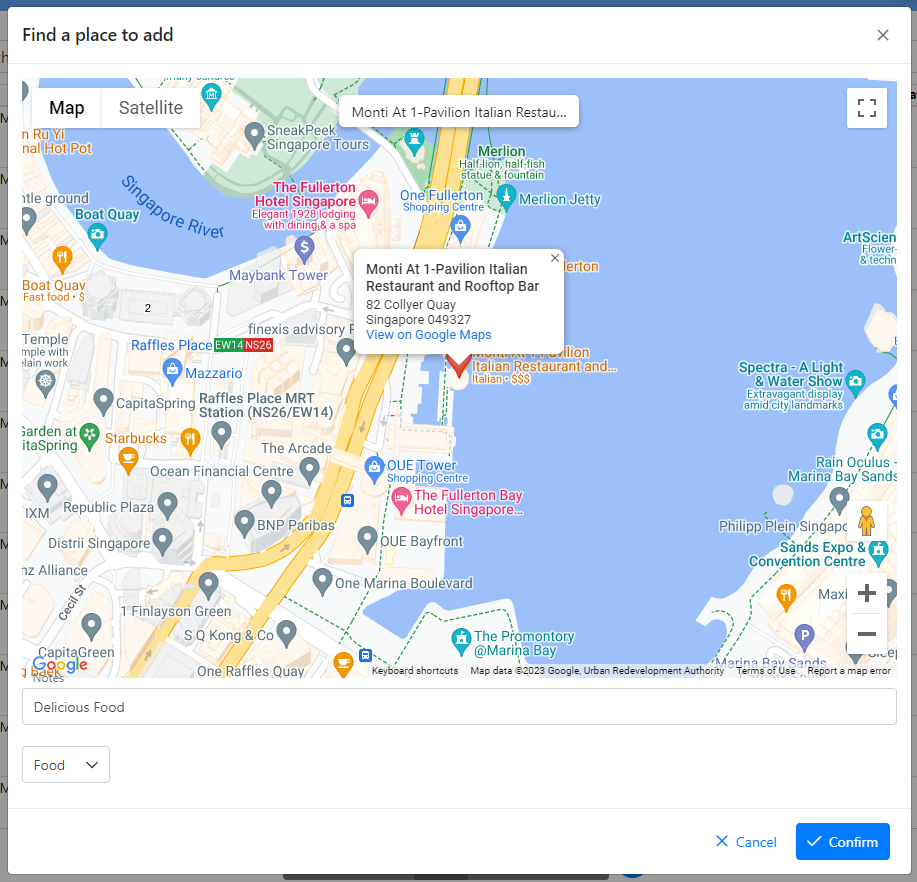 Find a place to add
Map
Satellite
Monti At 1-Pavilion Italian Restau...
n Ru Yi
nal Hot Pot
SneakPeek
Singapore Tours
Merlion
Half-lion, half-fish
statue & fountain
Merlion Jetty
The Fullerton
Hotel Singapore
Elegant 1928 lodging
with dining & a spa
One Fullerton
Shopping Centre
Singapore River
ntle ground
Boat Quay
Maybank Tower
Boat Quay
Fast food · $
ArtScien
Flower-
& techn
Monti At 1-Pavilion Italian
Restaurant and Rooftop Bar
82 Collyer Quay
Singapore 049327
View on Google Maps
lerton
2
finexis advisory
Temple
mple with
elain work
Raffles Place
EW14 NS26
Mazzario
Monti At 1-Pavilion
Italian Restaurant and...
Italian · $$$
Spectra - A Light
& Water Show
Extravagant display
amid city landmarks
CapitaSpring
Raffles Place MRT
Station (NS26/EW14)
Garden at
itaSpring
Starbucks
The Arcade
Ocean Financial Centre
OUE Tower
Shopping Centre
Rain Oculus -
Marina Bay Sands
IXM
Republic Plaza
The Fullerton Bay
Hotel Singapore...
BNP Paribas
Philipp Plein Singapo
Distrii Singapore
OUE Bayfront
Sands Expo &
Convention Centre
nz Alliance
Cecil St
One Marina Boulevard
Maxi
1 Finlayson Green
S Q Kong & Co
The Promontory
@Marina Bay
CapitaGreen
Marina Bay Sands
Google
One Raffles Quay
Keyboard shortcuts
Map data ©2023 Google, Urban Redevelopment Authority
Terms of Use
Report a map error
Notes
Delicious Food
Food
Cancel
Confirm